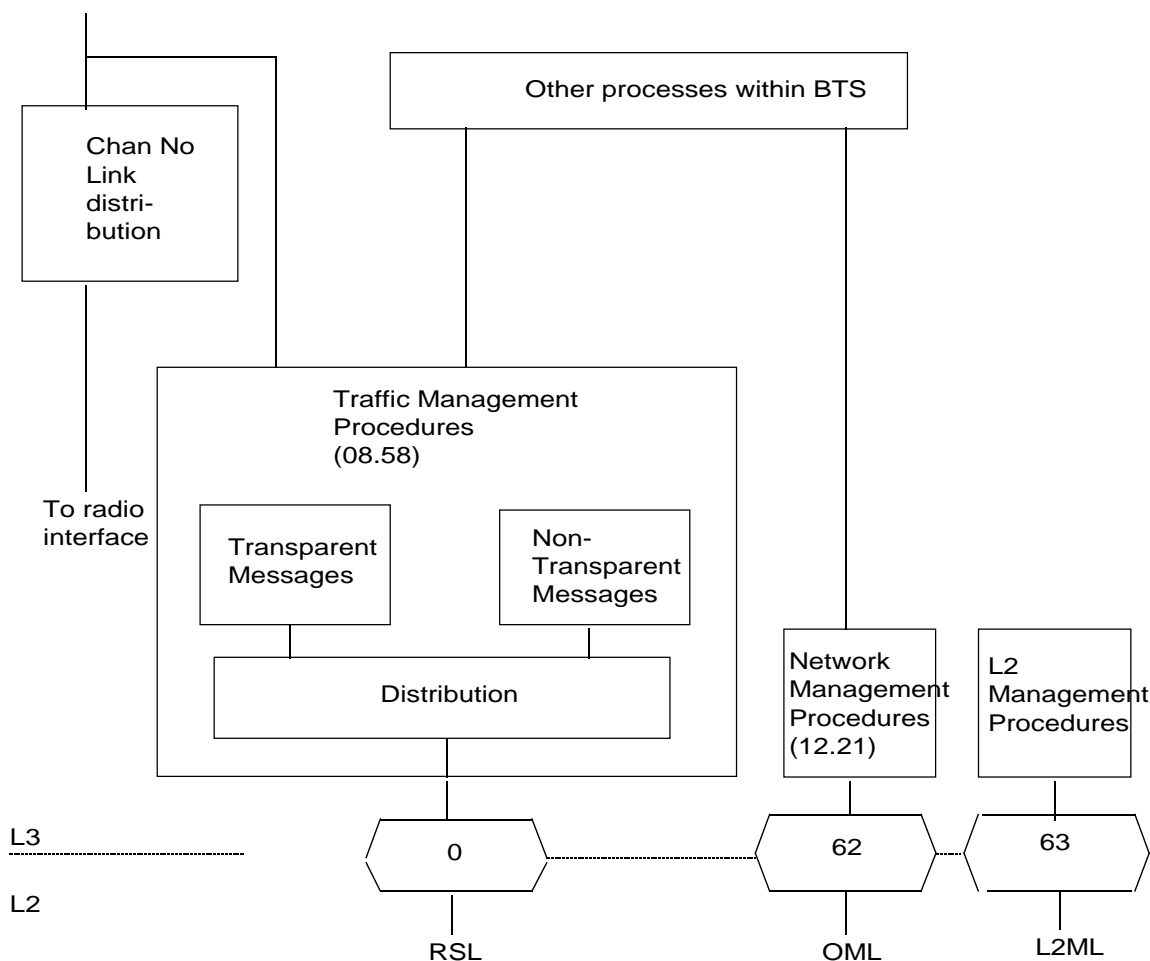 Other processes within BTS
Chan No
Link
distri-
bution
Traffic Management
Procedures
(08.58)
To radio
interface
Transparent
Messages
Non-
Transparent
Messages
Distribution
Network
Management
Procedures
(12.21)
L2
Management
Procedures
L3
0
62
63
L2
RSL
OML
L2ML